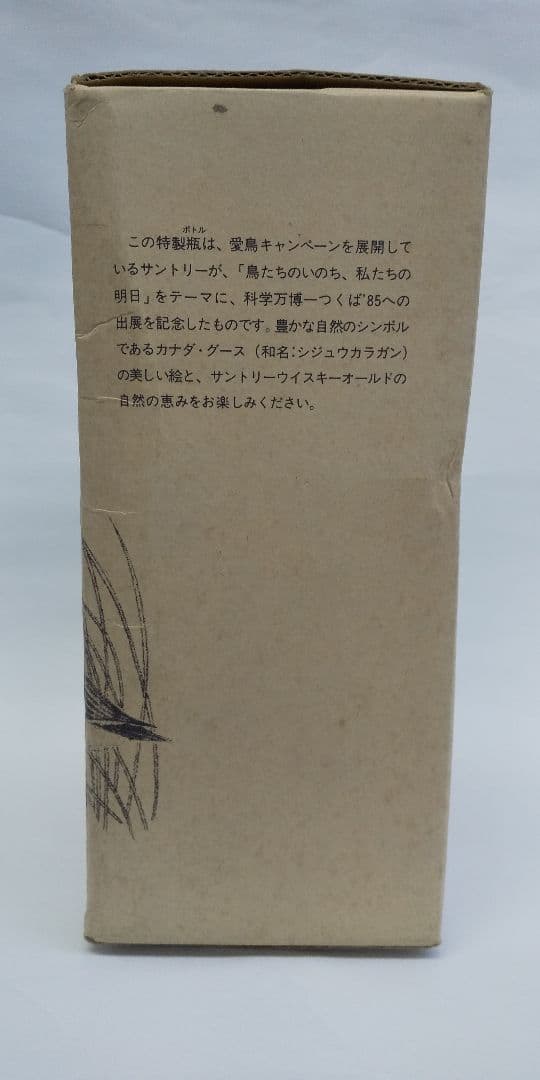 ボトル
この特製瓶は、愛鳥キャンペーンを展開して
いるサントリーが、「鳥たちのいのち、私たちの
明日」をテーマに、科学万博—つくば'85への
出展を記念したものです。豊かな自然のシンボル
であるカナダ・グース（和名：シジュウカラガン）
の美しい絵と、サントリーウイスキーオールドの
自然の恵みをお楽しみください。